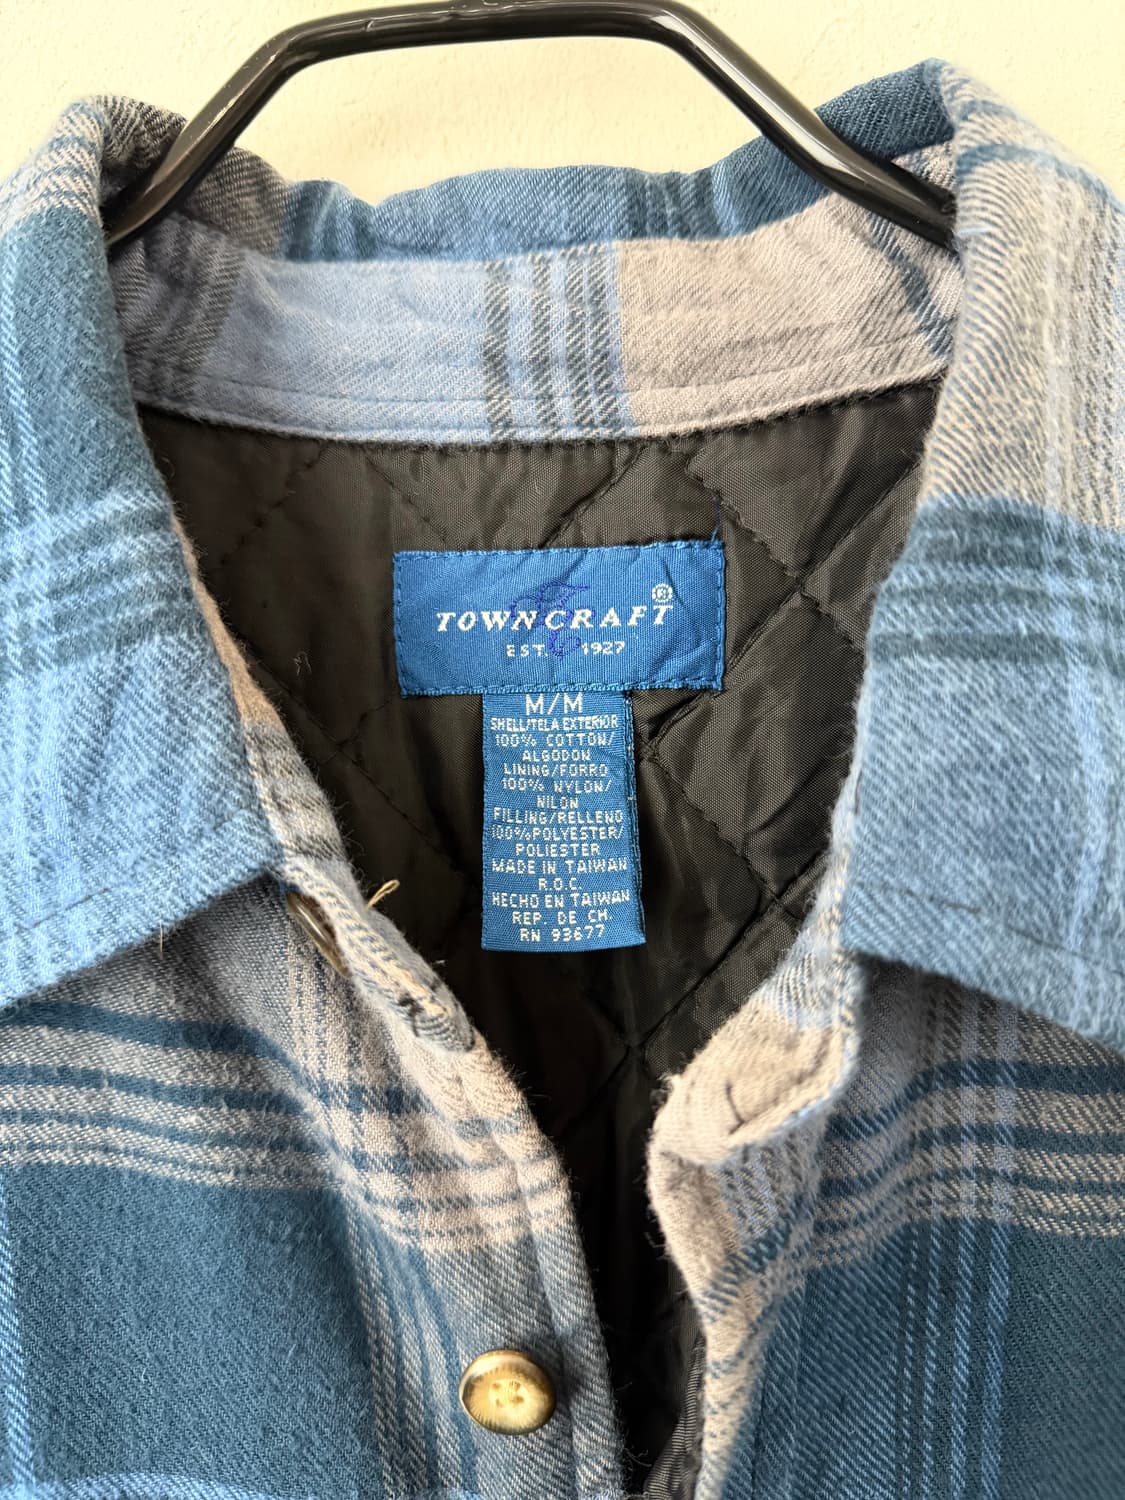 TOWNCRAFT®
EST. 1927
M/M
SHELL/TELA EXTERIOR
100% COTTON/
ALGODON
LINING/FORRO
100% NYLON/
NILON
FILLING/RELLENO
100%POLYESTER/
POLIESTER
MADE IN TAIWAN
R.O.C.
HECHO EN TAIWAN
REP. DE CH.
RN 93677